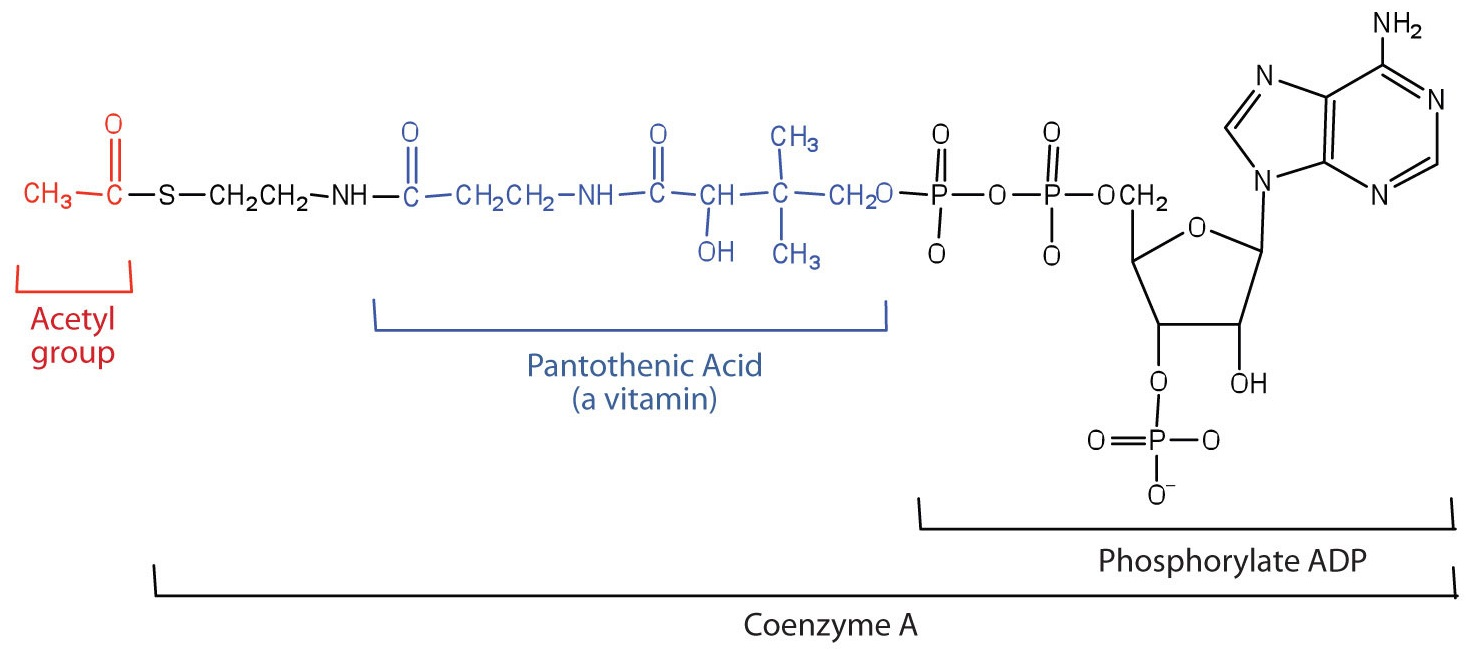 NH₂
N
N
O
O
O
O
O
CH₃
CH₃ C S CH₂CH₂ NH C CH₂CH₂ NH C CH C CH₂O P O P OCH₂
N
N
O
OH
CH₃
O
O
Acetyl
group
Pantothenic Acid
(a vitamin)
O
OH
O P O
O⁻
Phosphorylate ADP
Coenzyme A